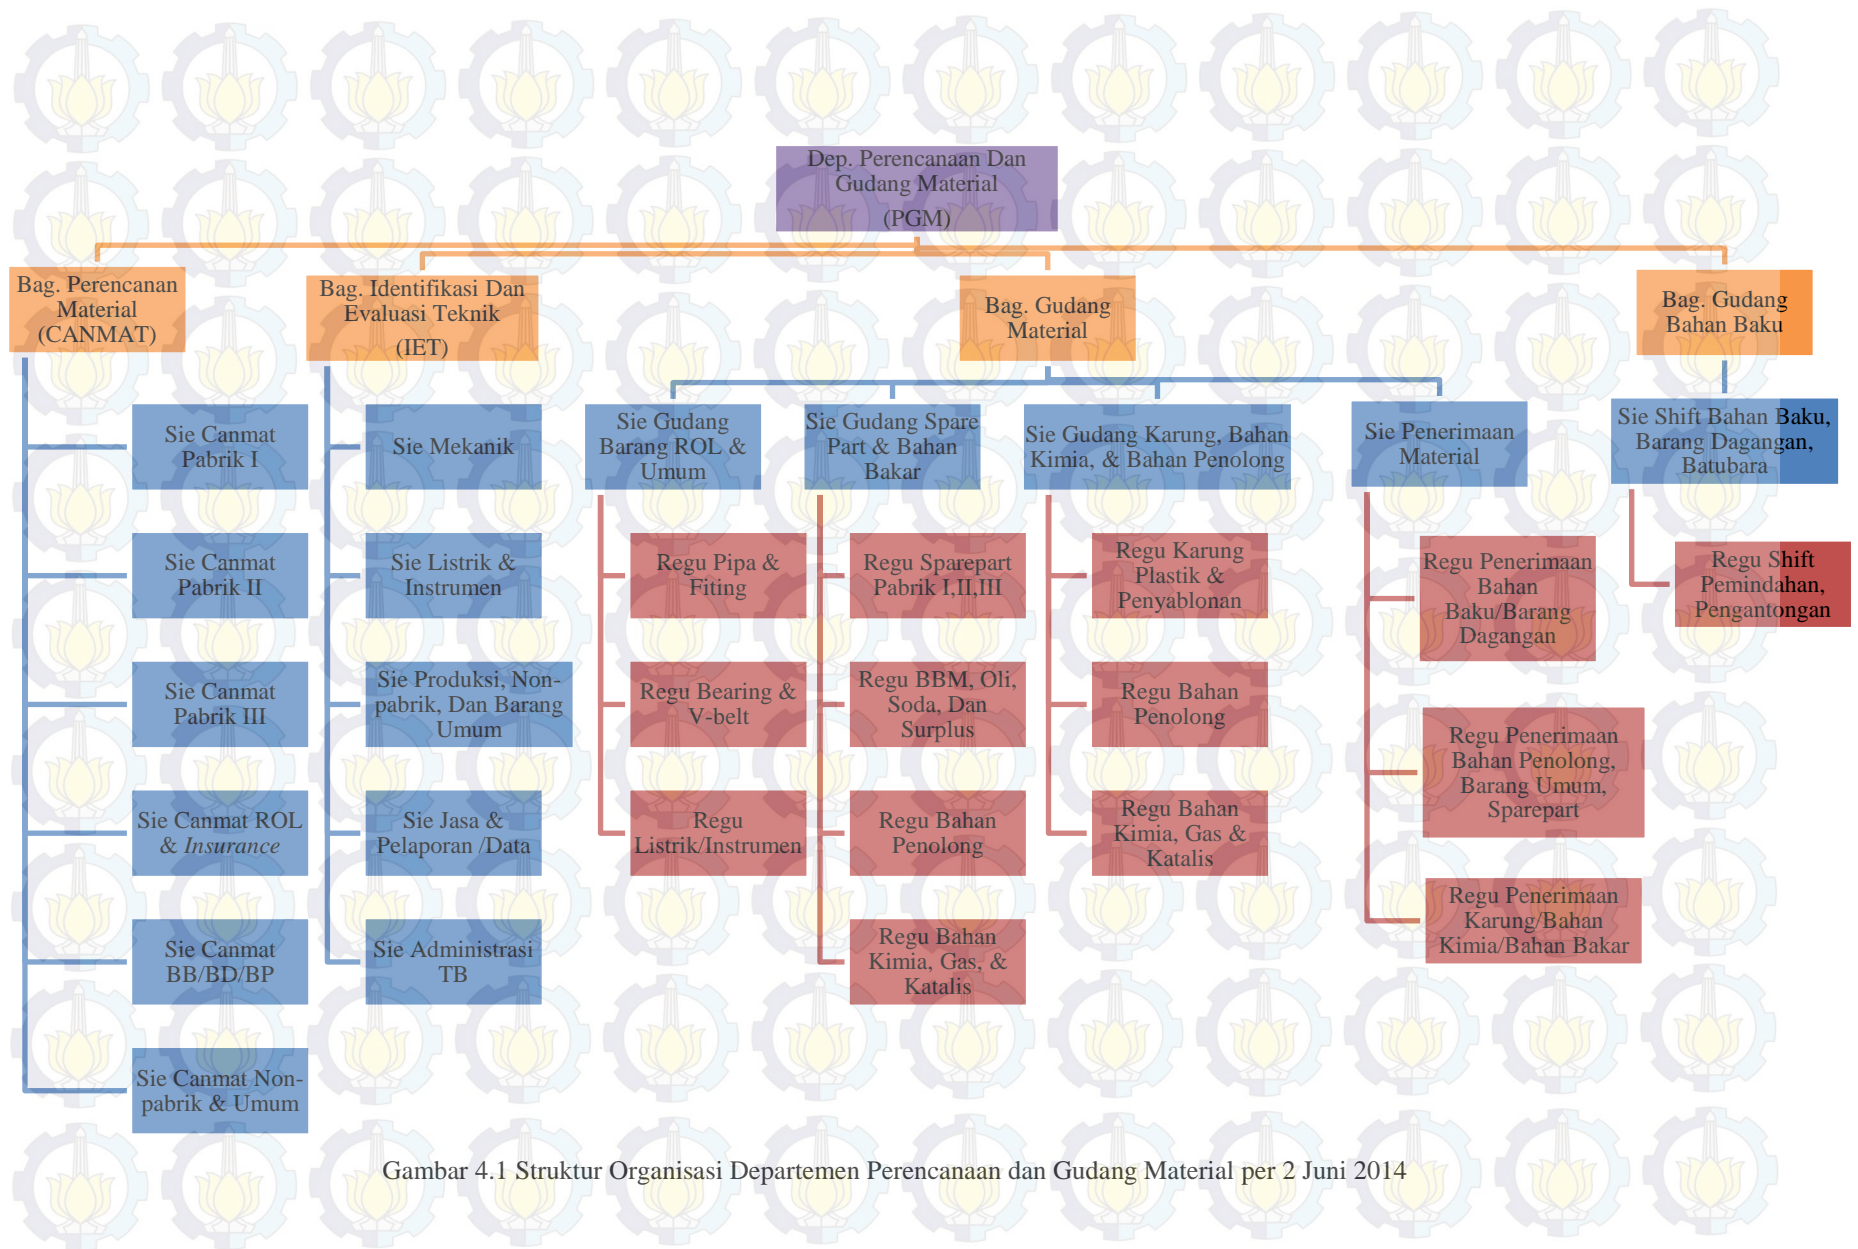 Dep. Perencanaan Dan
Gudang Material
(PGM)
Bag. Perencanan
Material
(CANMAT)
Bag. Identifikasi Dan
Evaluasi Teknik
(IET)
Bag. Gudang
Material
Bag. Gudang
Bahan Baku
Sie Canmat
Pabrik I
Sie Canmat
Pabrik II
Sie Canmat
Pabrik III
Sie Canmat ROL
& Insurance
Sie Canmat
BB/BD/BP
Sie Canmat Non-
pabrik & Umum
Sie Mekanik
Sie Listrik &
Instrumen
Sie Produksi, Non-
pabrik, Dan Barang
Umum
Sie Jasa &
Pelaporan /Data
Sie Administrasi
TB
Sie Gudang
Barang ROL &
Umum
Regu Pipa &
Fiting
Regu Bearing &
V-belt
Regu
Listrik/Instrumen
Sie Gudang Spare
Part & Bahan
Bakar
Regu Sparepart
Pabrik I,II,III
Regu BBM, Oli,
Soda, Dan
Surplus
Regu Bahan
Penolong
Regu Bahan
Kimia, Gas, &
Katalis
Sie Gudang Karung, Bahan
Kimia, & Bahan Penolong
Regu Karung
Plastik &
Penyablonan
Regu Bahan
Penolong
Regu Bahan
Kimia, Gas &
Katalis
Sie Penerimaan
Material
Regu Penerimaan
Bahan
Baku/Barang
Dagangan
Regu Penerimaan
Bahan Penolong,
Barang Umum,
Sparepart
Regu Penerimaan
Karung/Bahan
Kimia/Bahan Bakar
Sie Shift Bahan Baku,
Barang Dagangan,
Batubara
Regu Shift
Pemindahan,
Pengantongan
Gambar 4.1 Struktur Organisasi Departemen Perencanaan dan Gudang Material per 2 Juni 2014